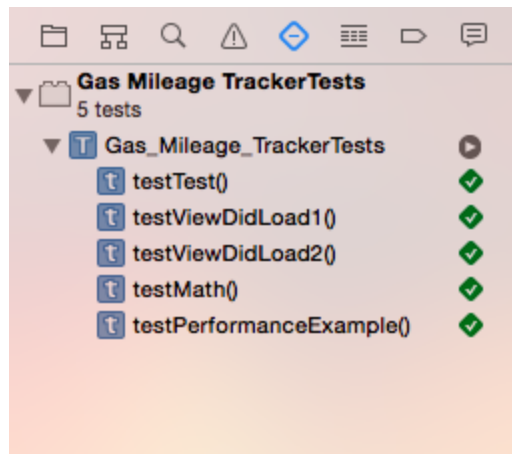 Gas Mileage TrackerTests
5 tests
T Gas_Mileage_TrackerTests
t testTest()
t testViewDidLoad1()
t testViewDidLoad2()
t testMath()
t testPerformanceExample()